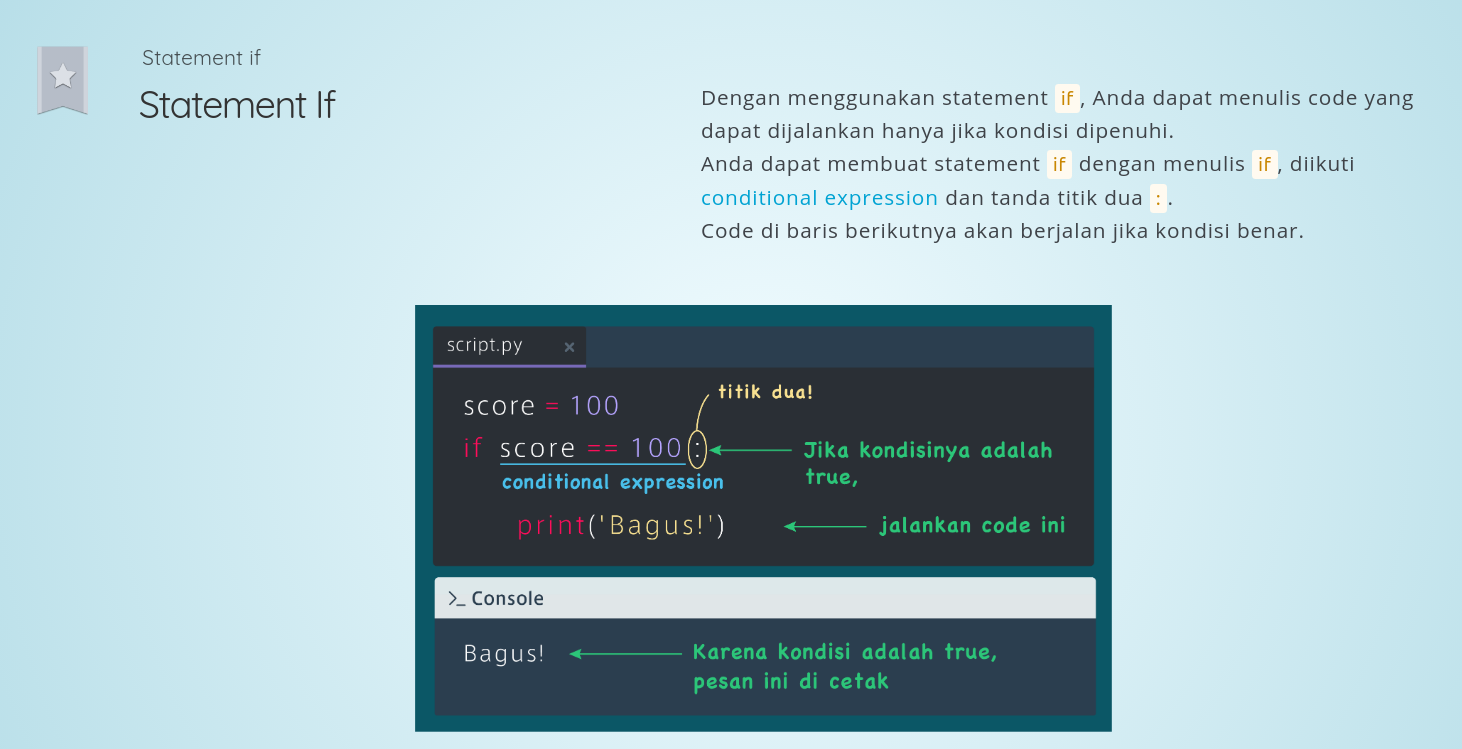 Statement if
Statement If
Dengan menggunakan statement if, Anda dapat menulis code yang
dapat dijalankan hanya jika kondisi dipenuhi.
Anda dapat membuat statement if dengan menulis if, diikuti
conditional expression dan tanda titik dua :.
Code di baris berikutnya akan berjalan jika kondisi benar.
script.py ×
titik dua!
score = 100
if score == 100 :
Jika kondisinya adalah
true,
conditional expression
print('Bagus!')
jalankan code ini
>_ Console
Bagus!
Karena kondisi adalah true,
pesan ini di cetak